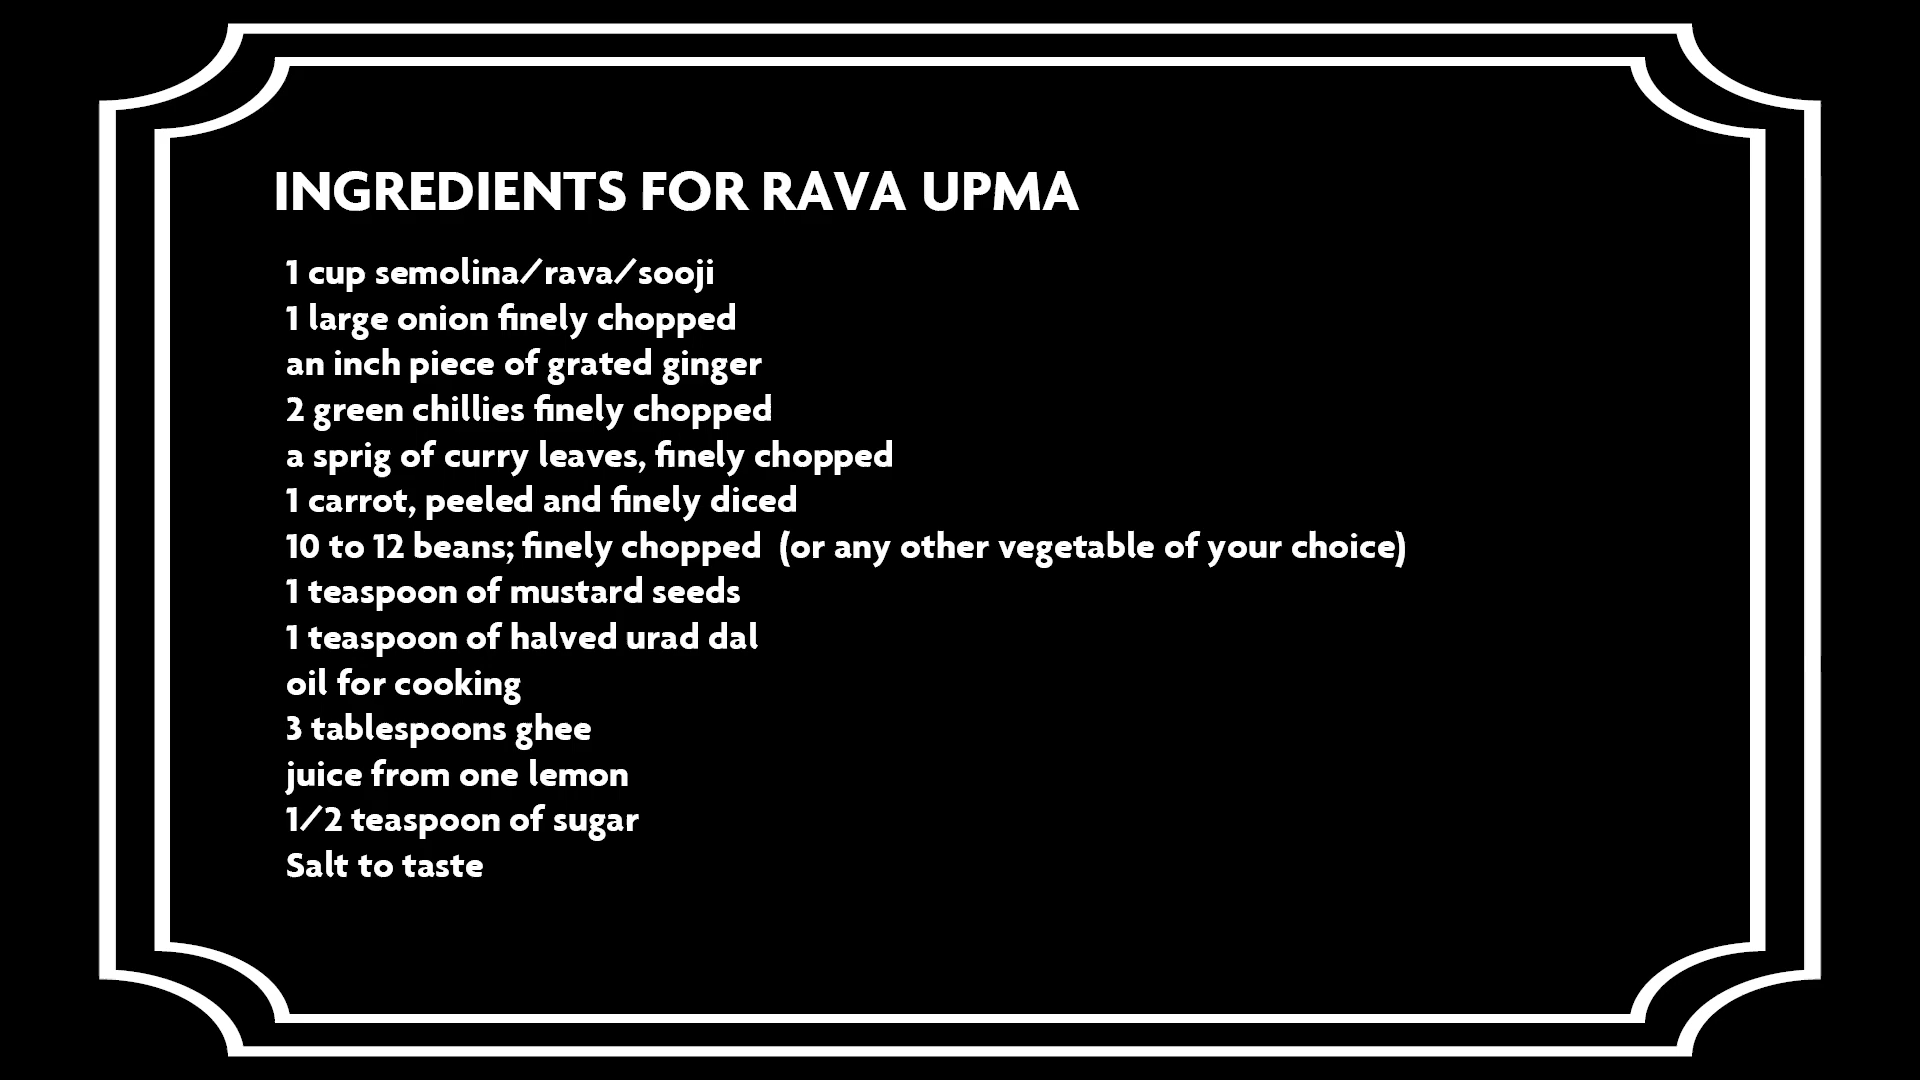 INGREDIENTS FOR RAVA UPMA
1 cup semolina/rava/sooji
1 large onion finely chopped
an inch piece of grated ginger
2 green chillies finely chopped
a sprig of curry leaves, finely chopped
1 carrot, peeled and finely diced
10 to 12 beans; finely chopped  (or any other vegetable of your choice)
1 teaspoon of mustard seeds
1 teaspoon of halved urad dal
oil for cooking
3 tablespoons ghee
juice from one lemon
1/2 teaspoon of sugar
Salt to taste